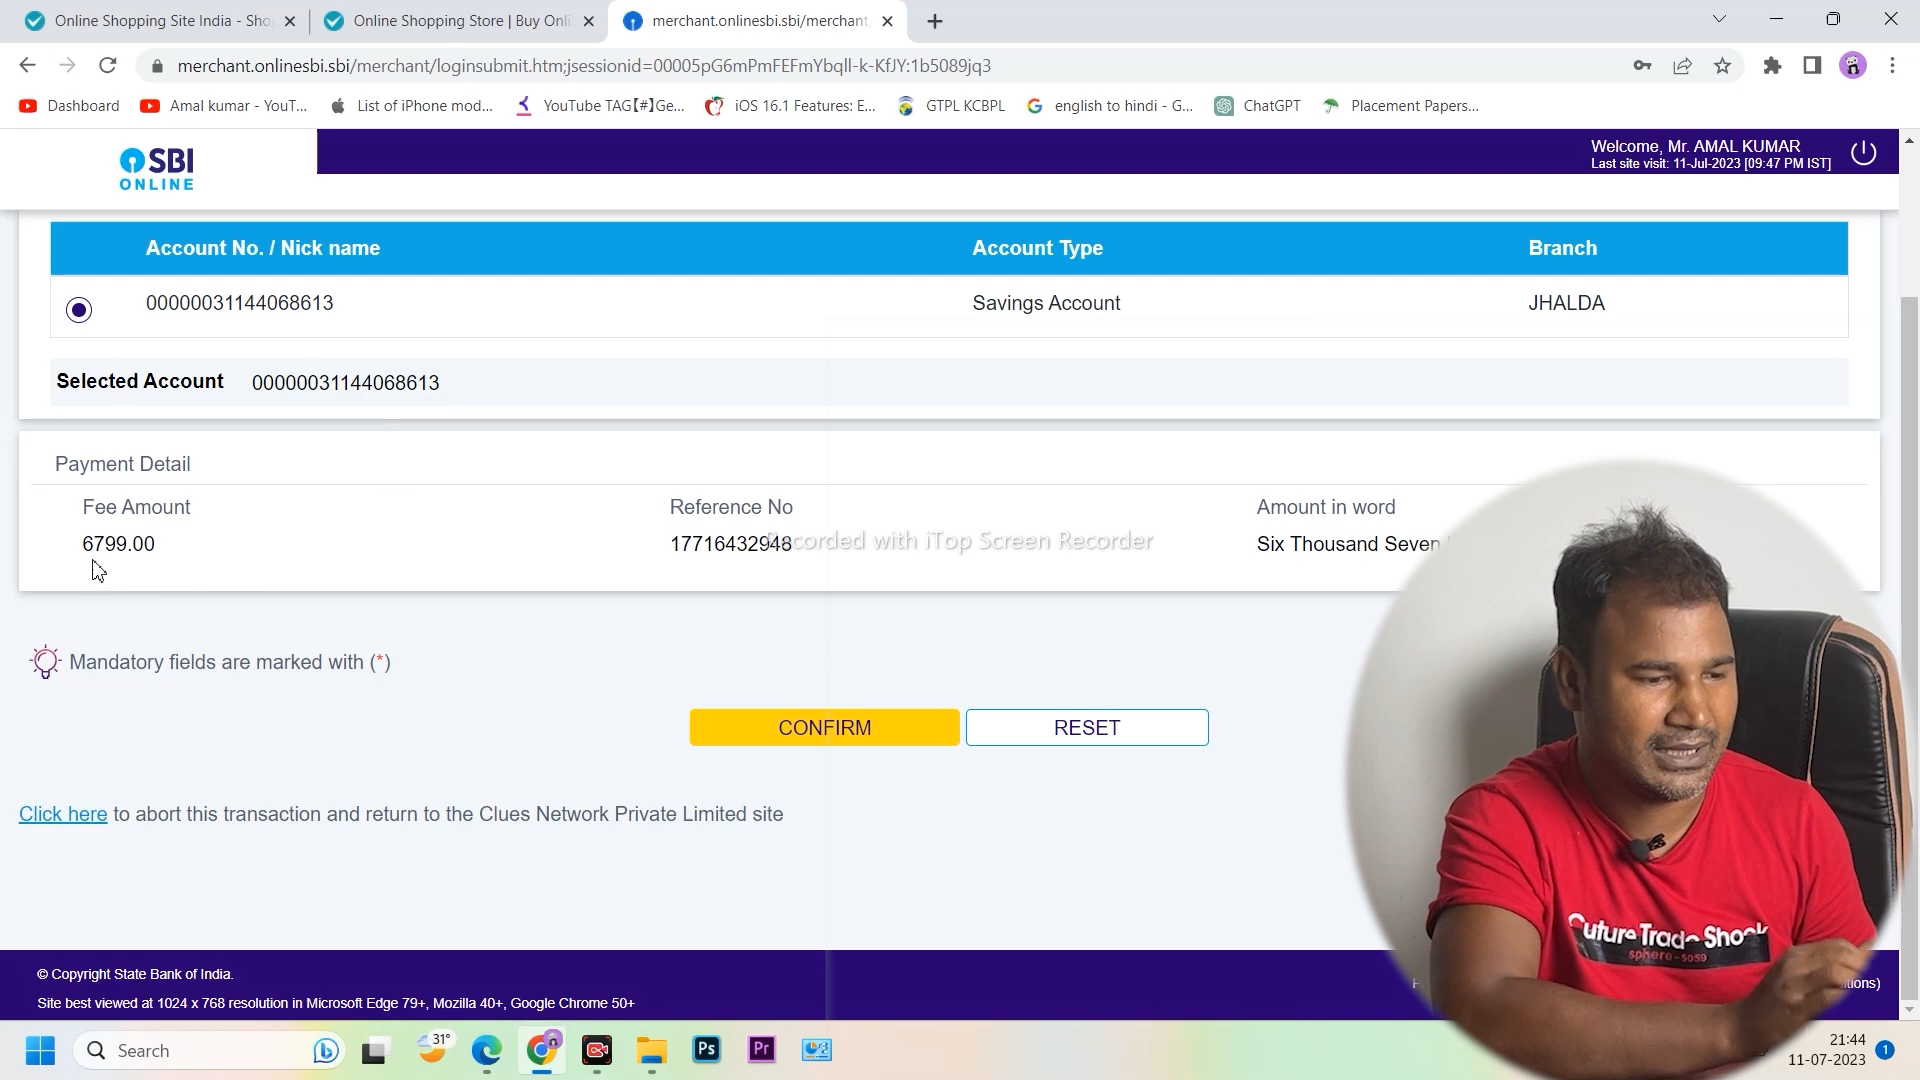 Online Shopping Site India - Sho
Online Shopping Store | Buy Onli
merchant.onlinesbi.sbi/merchant
merchant.onlinesbi.sbi/merchant/loginsubmit.htm;jsessionid=00005pG6mPmFEFmYbqll-k-KfJY:1b5089jq3
Dashboard
Amal kumar - YouT...
List of iPhone mod...
YouTube TAG【#】Ge...
iOS 16.1 Features: E...
GTPL KCBPL
english to hindi - G...
ChatGPT
Placement Papers...
SBI
ONLINE
Welcome, Mr. AMAL KUMAR
Last site visit: 11-Jul-2023 [09:47 PM IST]
Account No. / Nick name Account Type Branch
00000031144068613 Savings Account JHALDA
Selected Account 00000031144068613
Payment Detail
Fee Amount Reference No Amount in word
6799.00 17716432948 Six Thousand Seven
Recorded with iTop Screen Recorder
Mandatory fields are marked with (*)
CONFIRM RESET
Click here to abort this transaction and return to the Clues Network Private Limited site
Future Trade Shock
sphere-5059
© Copyright State Bank of India.
Site best viewed at 1024 x 768 resolution in Microsoft Edge 79+, Mozilla 40+, Google Chrome 50+
31°
Search
Ps
Pr
21:44
11-07-2023
1